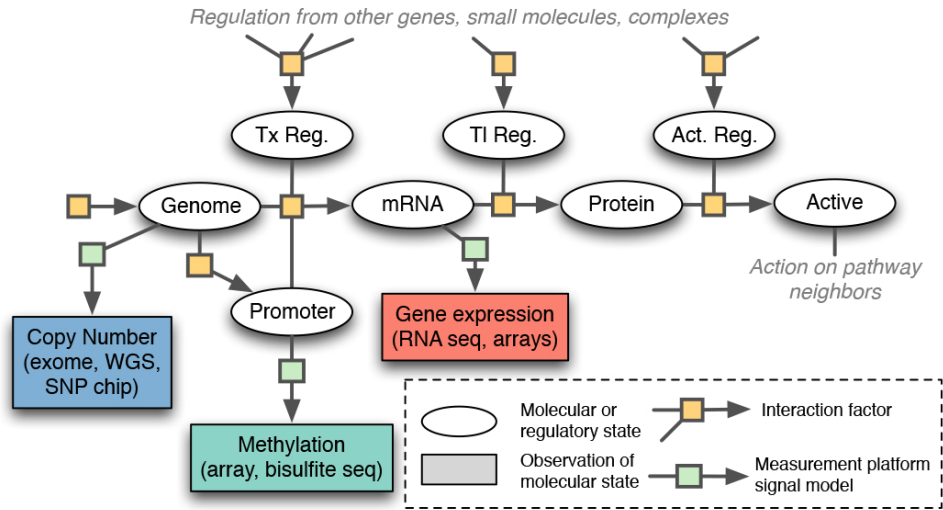 Regulation from other genes, small molecules, complexes
Tx Reg.
Tl Reg.
Act. Reg.
Genome
mRNA
Protein
Active
Action on pathway
neighbors
Promoter
Gene expression
(RNA seq, arrays)
Copy Number
(exome, WGS,
SNP chip)
Methylation
(array, bisulfite seq)
Molecular or
regulatory state
Interaction factor
Observation of
molecular state
Measurement platform
signal model